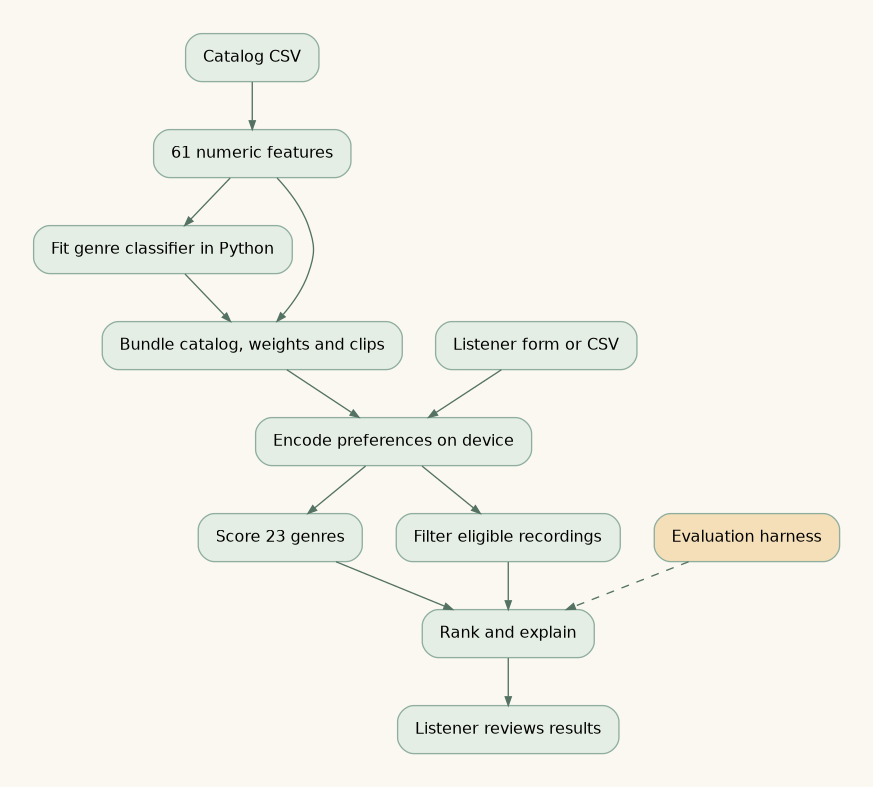 Catalog CSV
61 numeric features
Fit genre classifier in Python
Bundle catalog, weights and clips
Listener form or CSV
Encode preferences on device
Score 23 genres
Filter eligible recordings
Evaluation harness
Rank and explain
Listener reviews results